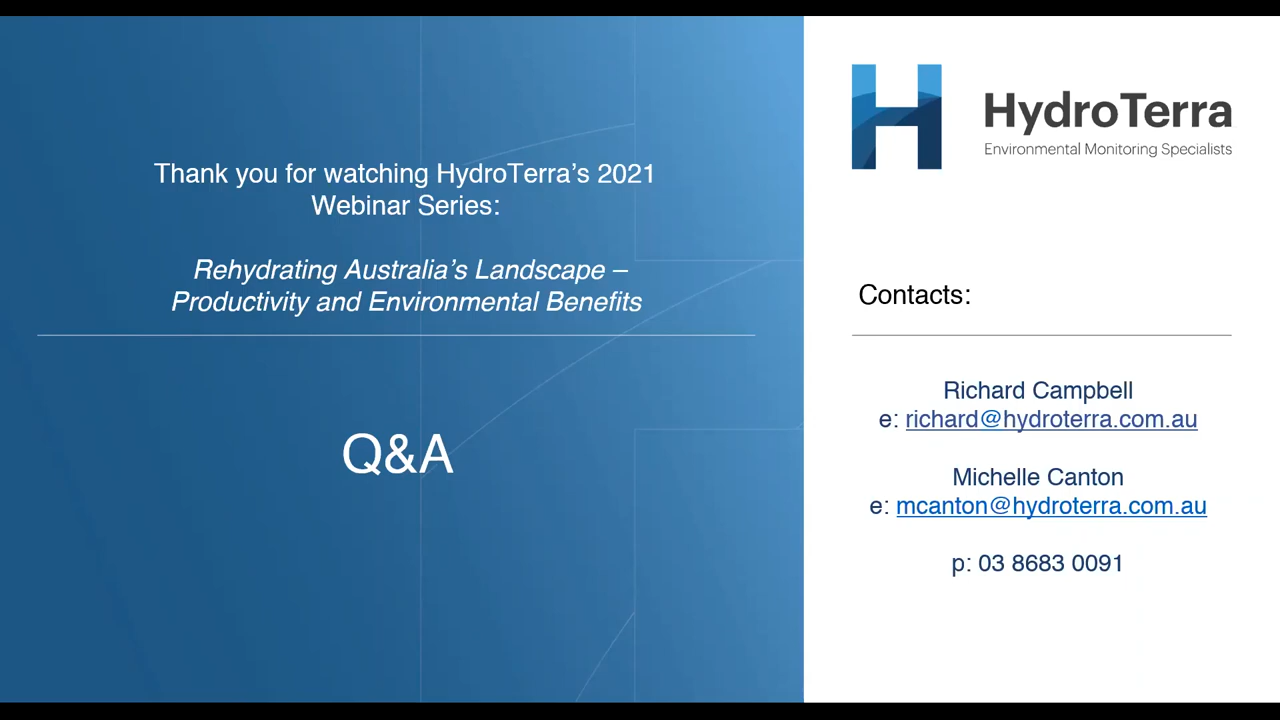 Thank you for watching HydroTerra’s 2021
Webinar Series:
Rehydrating Australia’s Landscape –
Productivity and Environmental Benefits
Q&A
HydroTerra
Environmental Monitoring Specialists
Contacts:
Richard Campbell
e: richard@hydroterra.com.au
Michelle Canton
e: mcanton@hydroterra.com.au
p: 03 8683 0091